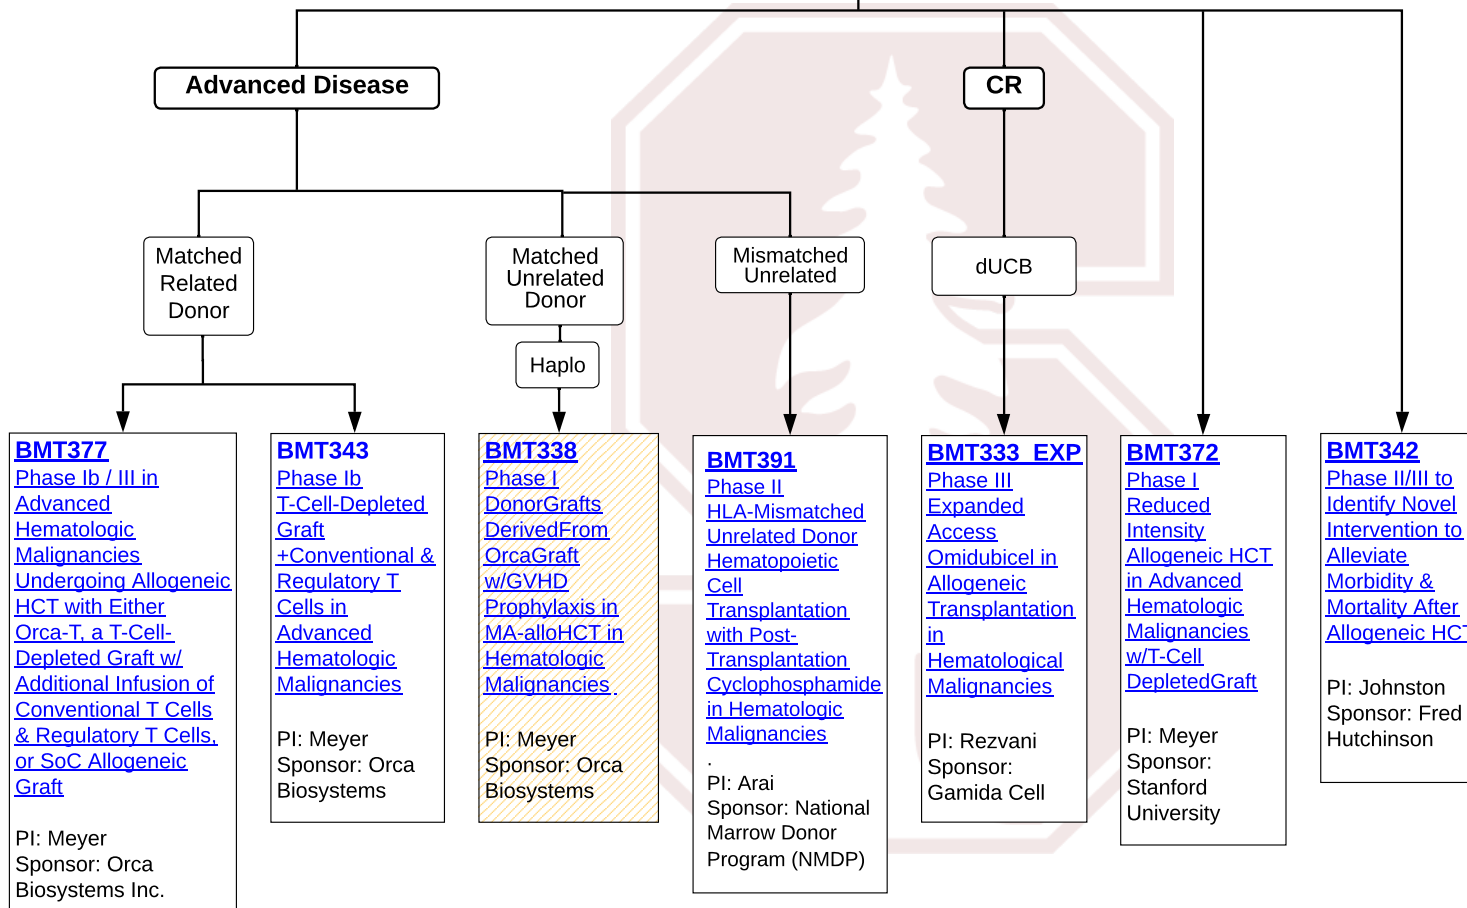 Advanced Disease
CR
Matched
Related
Donor
Matched
Unrelated
Donor
Mismatched
Unrelated
dUCB
Haplo
BMT377
Phase Ib / III in
Advanced
Hematologic
Malignancies
Undergoing Allogeneic
HCT with Either
Orca-T, a T-Cell-
Depleted Graft w/
Additional Infusion of
Conventional T Cells
& Regulatory T Cells,
or SoC Allogeneic
Graft
PI: Meyer
Sponsor: Orca
Biosystems Inc.
BMT343
Phase Ib
T-Cell-Depleted
Graft
+Conventional &
Regulatory T
Cells in
Advanced
Hematologic
Malignancies
PI: Meyer
Sponsor: Orca
Biosystems
BMT338
Phase I
DonorGrafts
DerivedFrom
OrcaGraft
w/GVHD
Prophylaxis in
MA-alloHCT in
Hematologic
Malignancies
PI: Meyer
Sponsor: Orca
Biosystems
BMT391
Phase II
HLA-Mismatched
Unrelated Donor
Hematopoietic
Cell
Transplantation
with Post-
Transplantation
Cyclophosphamide
in Hematologic
Malignancies
.
PI: Arai
Sponsor: National
Marrow Donor
Program (NMDP)
BMT333_EXP
Phase III
Expanded
Access
Omidubicel in
Allogeneic
Transplantation
in
Hematological
Malignancies
PI: Rezvani
Sponsor:
Gamida Cell
BMT372
Phase I
Reduced
Intensity
Allogeneic HCT
in Advanced
Hematologic
Malignancies
w/T-Cell
DepletedGraft
PI: Meyer
Sponsor:
Stanford
University
BMT342
Phase II/III to
Identify Novel
Intervention to
Alleviate
Morbidity &
Mortality After
Allogeneic HCT
PI: Johnston
Sponsor: Fred
Hutchinson